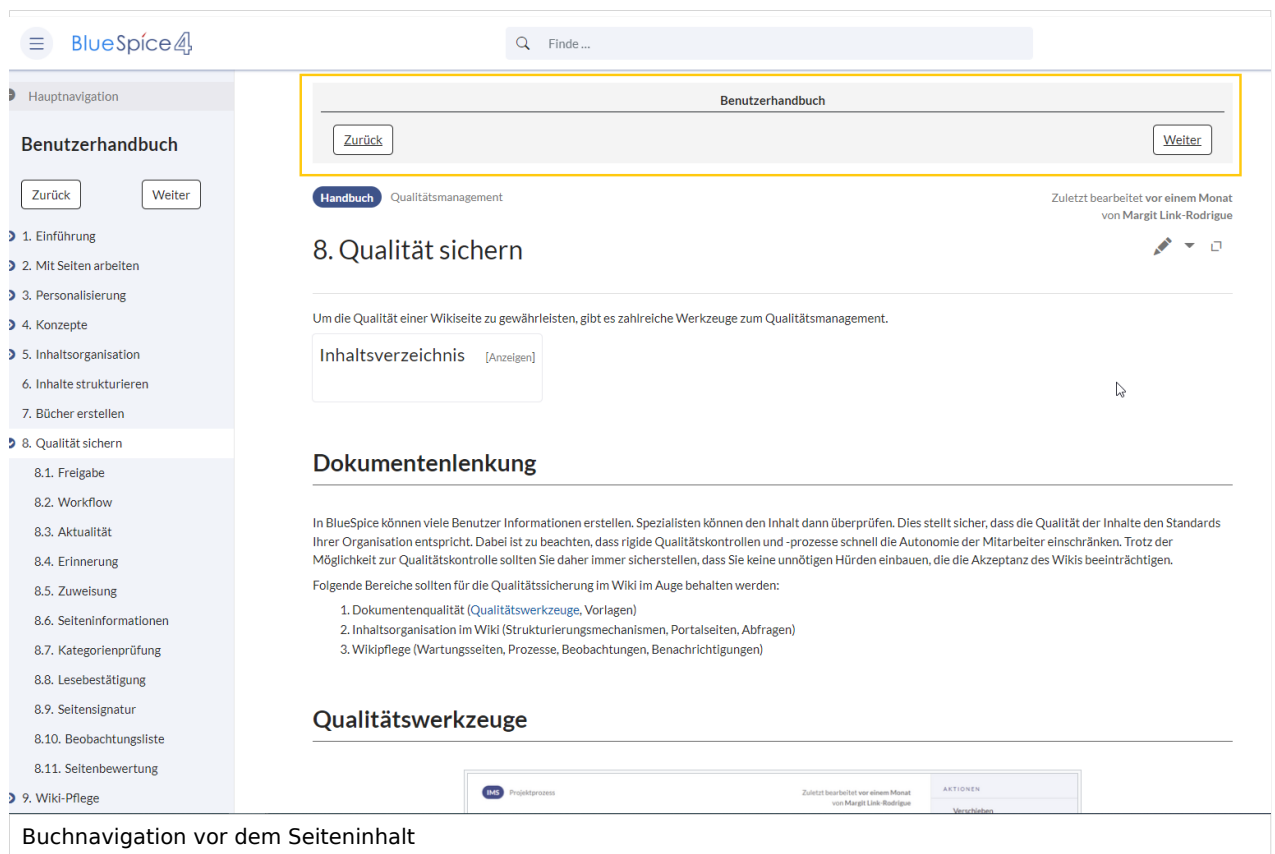 BlueSpice 4
Finde ...
Hauptnavigation
Benutzerhandbuch
Zurück Weiter
1. Einführung
2. Mit Seiten arbeiten
3. Personalisierung
4. Konzepte
5. Inhaltsorganisation
6. Inhalte strukturieren
7. Bücher erstellen
8. Qualität sichern
8.1. Freigabe
8.2. Workflow
8.3. Aktualität
8.4. Erinnerung
8.5. Zuweisung
8.6. Seiteninformationen
8.7. Kategorienprüfung
8.8. Lesebestätigung
8.9. Seitensignatur
8.10. Beobachtungsliste
8.11. Seitenbewertung
9. Wiki-Pflege
Benutzerhandbuch
Zurück Weiter
Handbuch Qualitätsmanagement
Zuletzt bearbeitet vor einem Monat
von Margit Link-Rodrigue
8. Qualität sichern
Um die Qualität einer Wikiseite zu gewährleisten, gibt es zahlreiche Werkzeuge zum Qualitätsmanagement.
Inhaltsverzeichnis [Anzeigen]
Dokumentenlenkung
In BlueSpice können viele Benutzer Informationen erstellen. Spezialisten können den Inhalt dann überprüfen. Dies stellt sicher, dass die Qualität der Inhalte den Standards
Ihrer Organisation entspricht. Dabei ist zu beachten, dass rigide Qualitätskontrollen und -prozesse schnell die Autonomie der Mitarbeiter einschränken. Trotz der
Möglichkeit zur Qualitätskontrolle sollten Sie daher immer sicherstellen, dass Sie keine unnötigen Hürden einbauen, die die Akzeptanz des Wikis beeinträchtigen.
Folgende Bereiche sollten für die Qualitätssicherung im Wiki im Auge behalten werden:
1. Dokumentenqualität (Qualitätswerkzeuge, Vorlagen)
2. Inhaltsorganisation im Wiki (Strukturierungsmechanismen, Portalseiten, Abfragen)
3. Wikipflege (Wartungsseiten, Prozesse, Beobachtungen, Benachrichtigungen)
Qualitätswerkzeuge
IMS Projektprozess
Zuletzt bearbeitet vor einem Monat
von Margit Link-Rodrigue
AKTIONEN
Verschieben
Buchnavigation vor dem Seiteninhalt